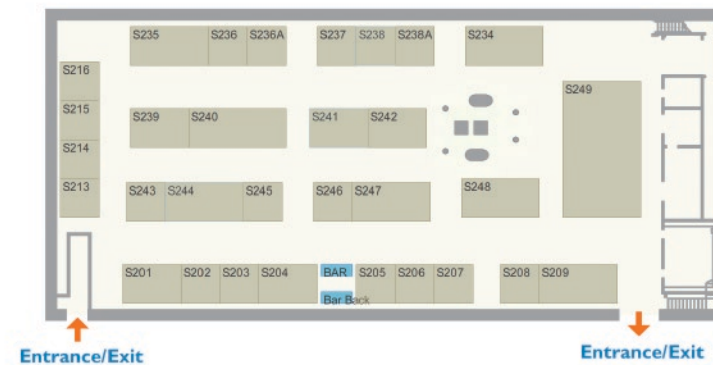 S235 S236 S236A S237 S238 S238A S234
S216
S249
S215
S239 S240 S241 S242
S214
S213 S243 S244 S245 S246 S247 S248
S201 S202 S203 S204 BAR S205 S206 S207 S208 S209
Bar Back
Entrance/Exit
Entrance/Exit